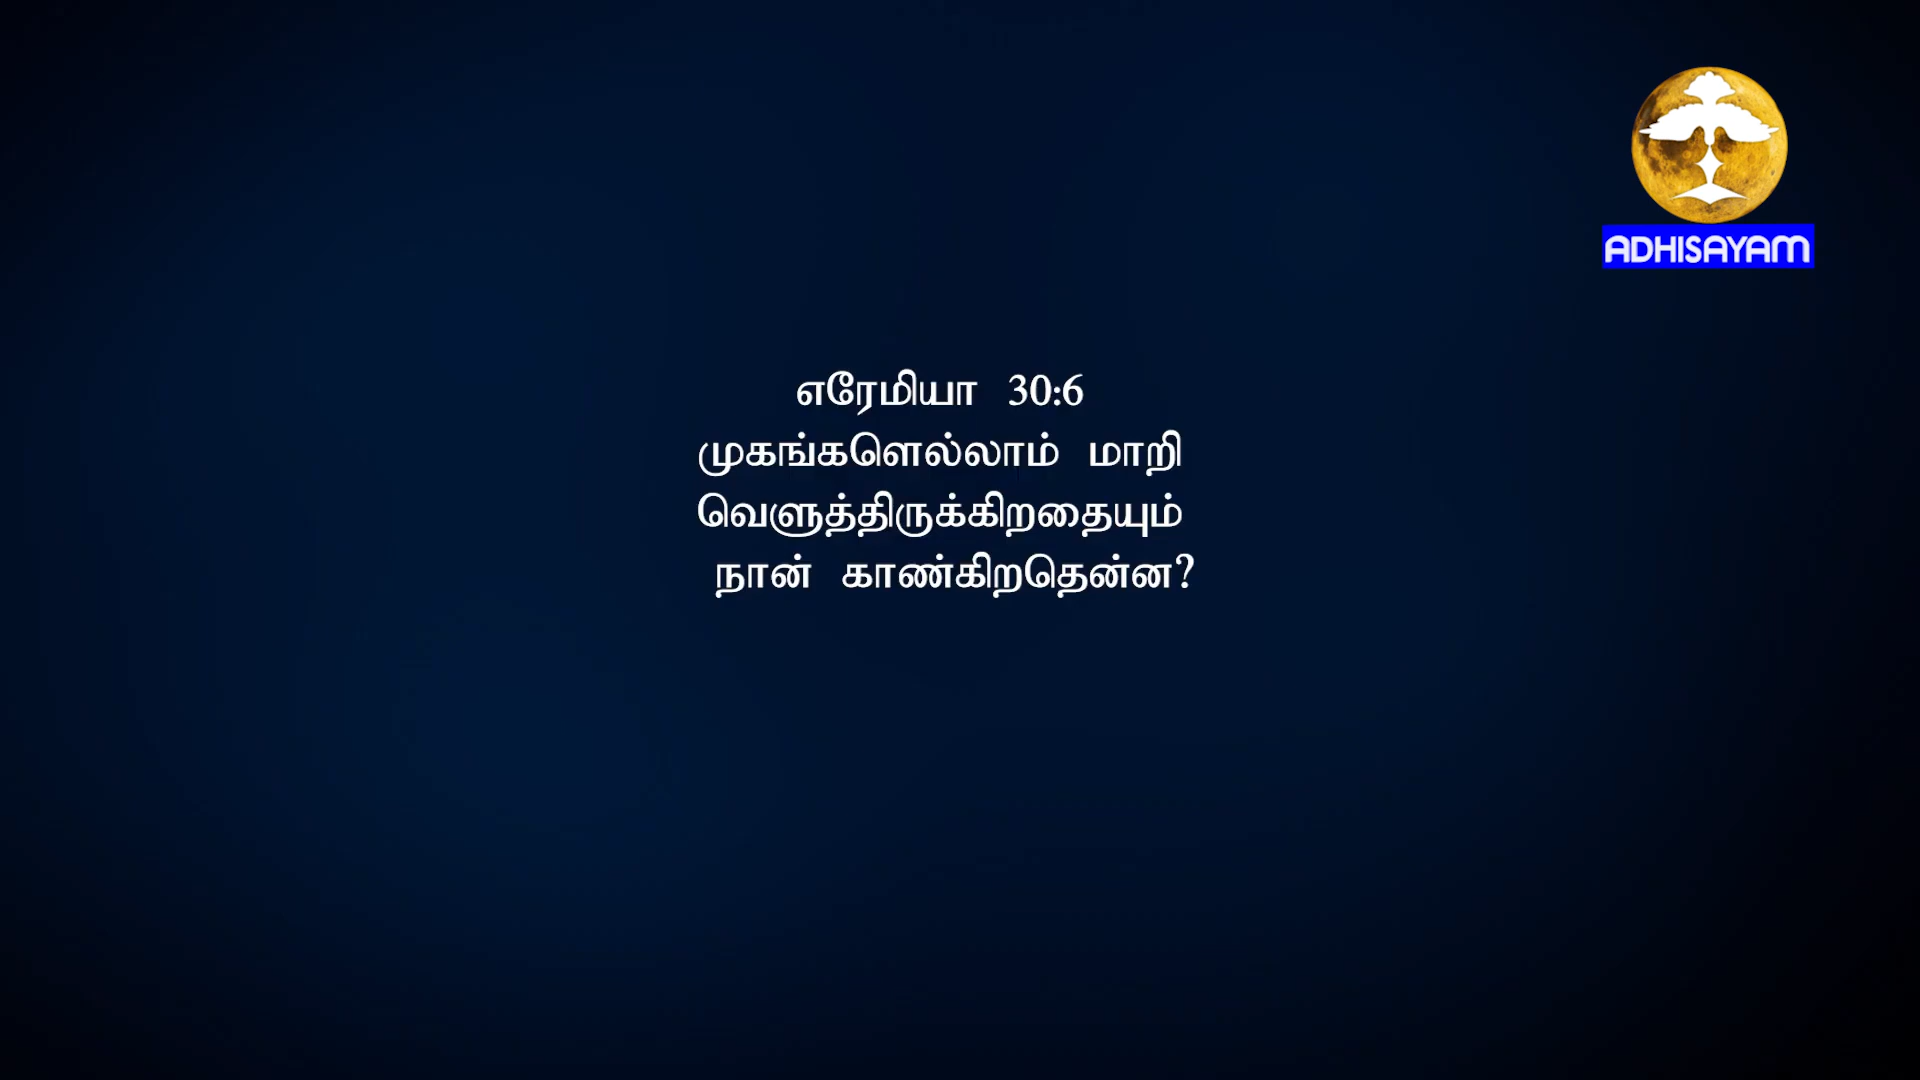 ADHISAYAM
எரேமியா 30:6
முகங்களெல்லாம் மாறி
வெளுத்திருக்கிறதையும்
நான் காண்கிறதென்ன?